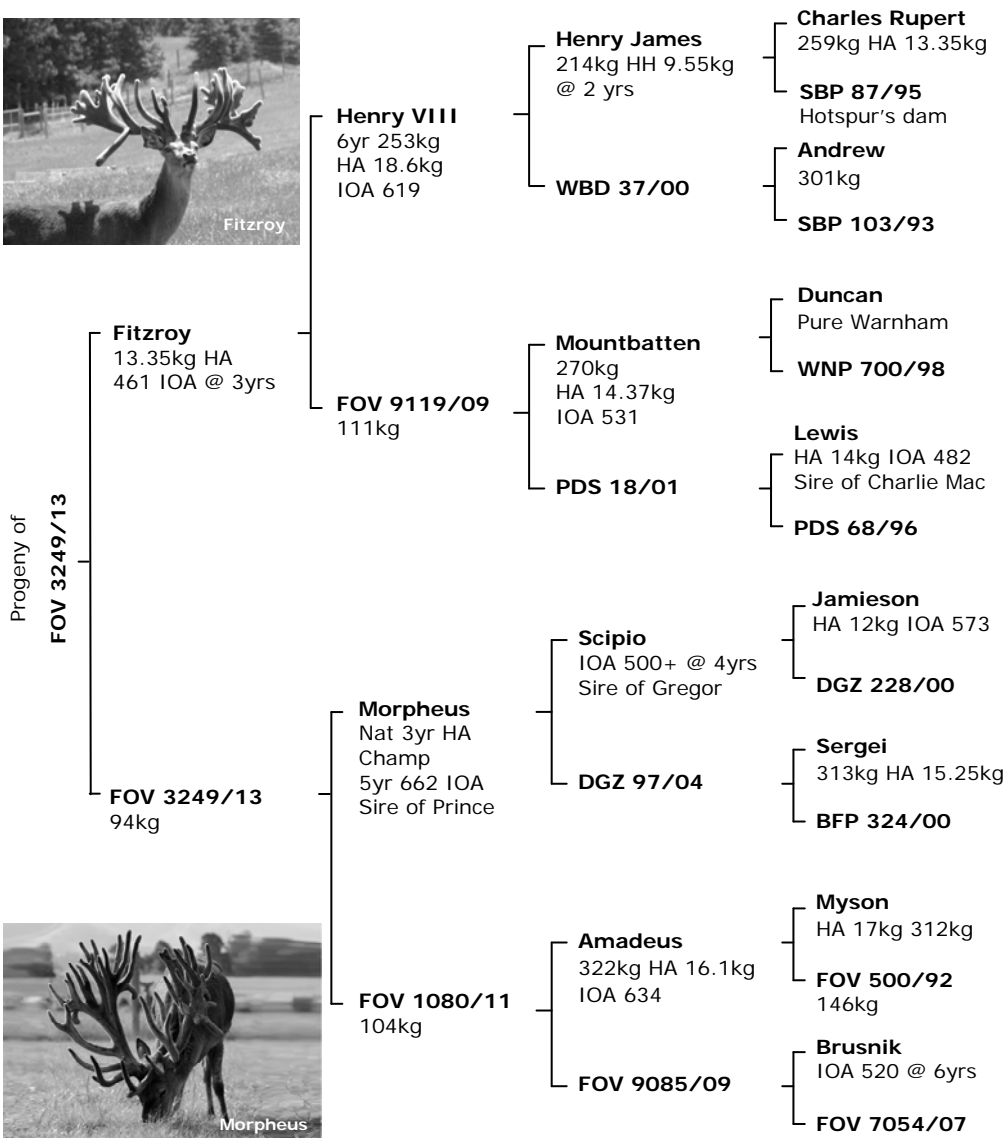 Fitzroy
Progeny of
FOV 3249/13
Fitzroy
13.35kg HA
461 IOA @ 3yrs
FOV 3249/13
94kg
Henry VIII
6yr 253kg
HA 18.6kg
IOA 619
FOV 9119/09
111kg
Morpheus
Nat 3yr HA
Champ
5yr 662 IOA
Sire of Prince
FOV 1080/11
104kg
Henry James
214kg HH 9.55kg
@ 2 yrs
WBD 37/00
Mountbatten
270kg
HA 14.37kg
IOA 531
PDS 18/01
Scipio
IOA 500+ @ 4yrs
Sire of Gregor
DGZ 97/04
Amadeus
322kg HA 16.1kg
IOA 634
FOV 9085/09
Charles Rupert
259kg HA 13.35kg
SBP 87/95
Hotspur's dam
Andrew
301kg
SBP 103/93
Duncan
Pure Warnham
WNP 700/98
Lewis
HA 14kg IOA 482
Sire of Charlie Mac
PDS 68/96
Jamieson
HA 12kg IOA 573
DGZ 228/00
Sergei
313kg HA 15.25kg
BFP 324/00
Myson
HA 17kg 312kg
FOV 500/92
146kg
Brusnik
IOA 520 @ 6yrs
FOV 7054/07
Morpheus